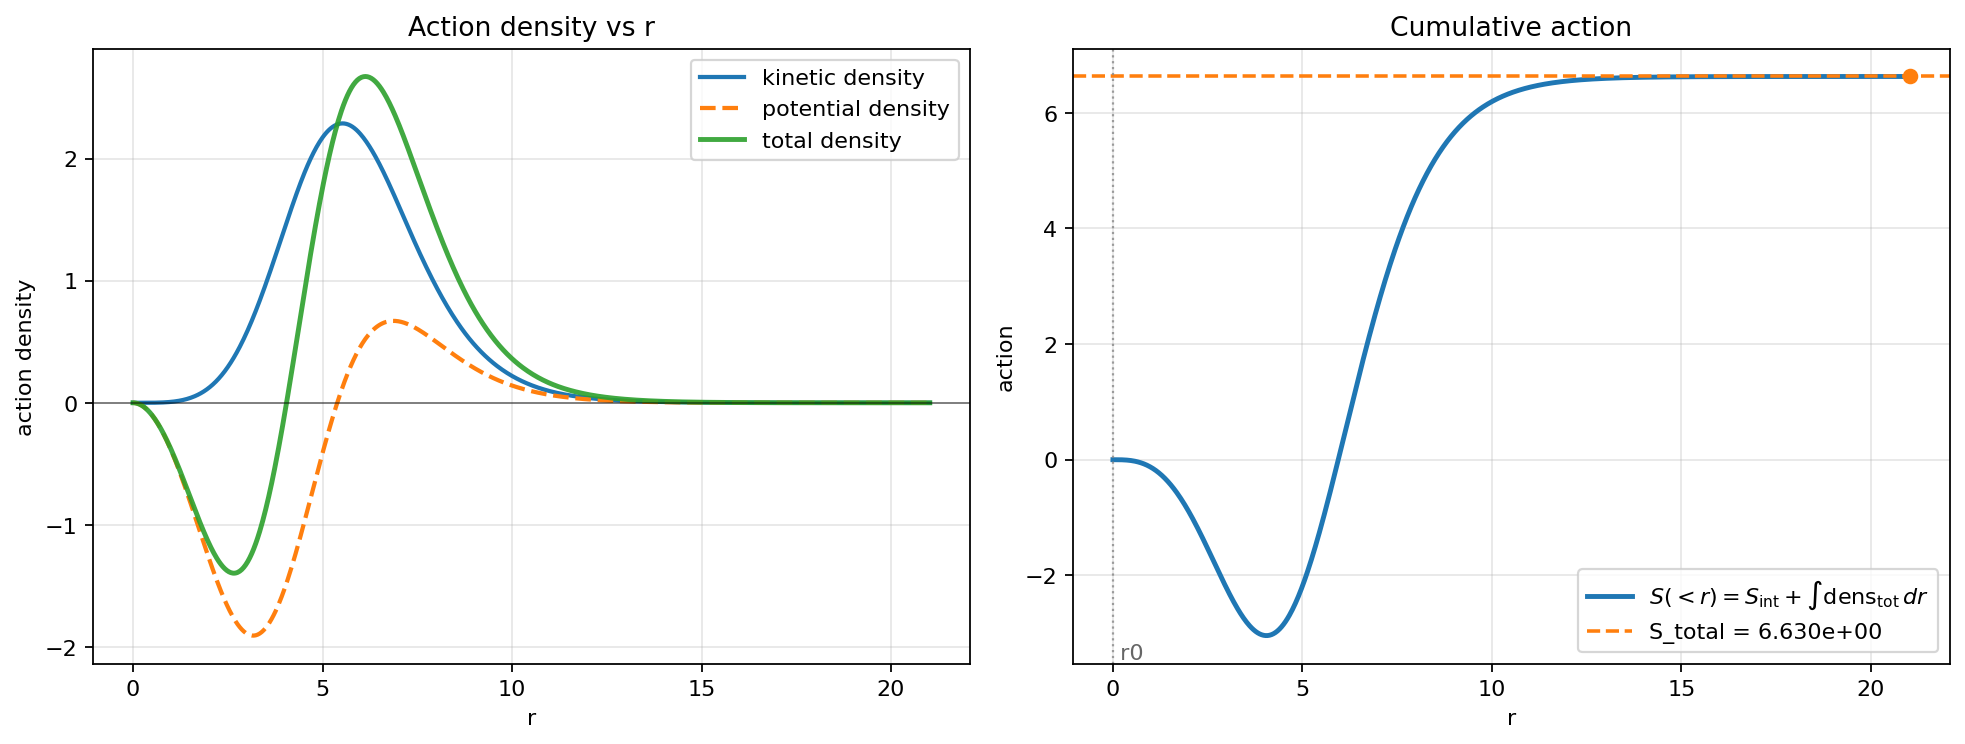 Action density vs r
action density
2
1
0
−1
−2
0 5 10 15 20
r
kinetic density
potential density
total density
Cumulative action
action
6
4
2
0
−2
0 5 10 15 20
r
r0
S(< r) = S_int + ∫ dens_tot dr
S_total = 6.630e+00